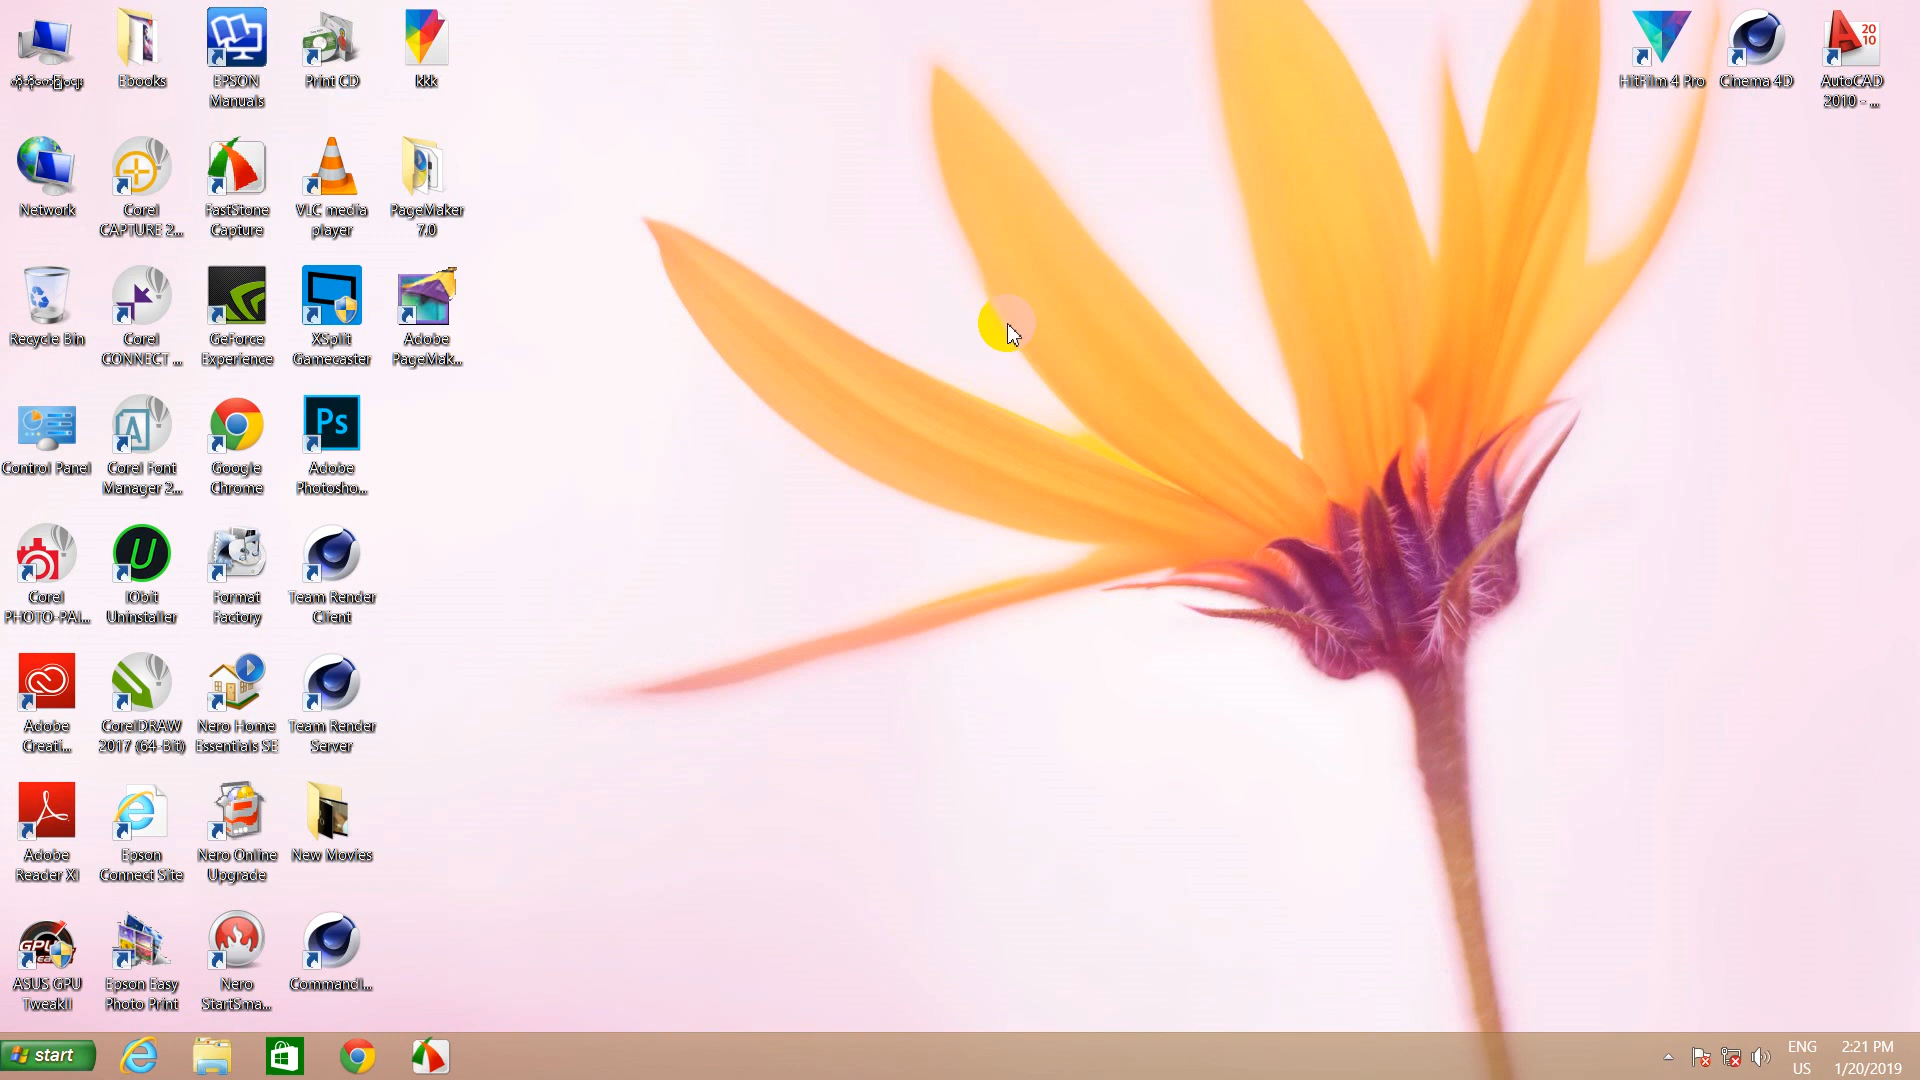 Ebooks
EPSON
Manuals
Print CD
kkk
HitFilm 4 Pro
Cinema 4D
20
10
AutoCAD
2010 - ...
Network
Corel
CAPTURE 2...
FastStone
Capture
VLC media
player
PageMaker
7.0
Recycle Bin
Corel
CONNECT ...
GeForce
Experience
XSplit
Gamecaster
Adobe
PageMak...
Ps
Control Panel
Corel Font
Manager 2...
Google
Chrome
Adobe
Photosho...
Corel
PHOTO-PAI...
IObit
Uninstaller
Format
Factory
Team Render
Client
Adobe
Creati...
CorelDRAW
2017 (64-Bit)
Nero Home
Essentials SE
Team Render
Server
Adobe
Reader XI
Epson
Connect Site
Nero Online
Upgrade
New Movies
ASUS GPU
TweakII
Epson Easy
Photo Print
Nero
StartSma...
Commandl...
start
ENG
US
2:21 PM
1/20/2019